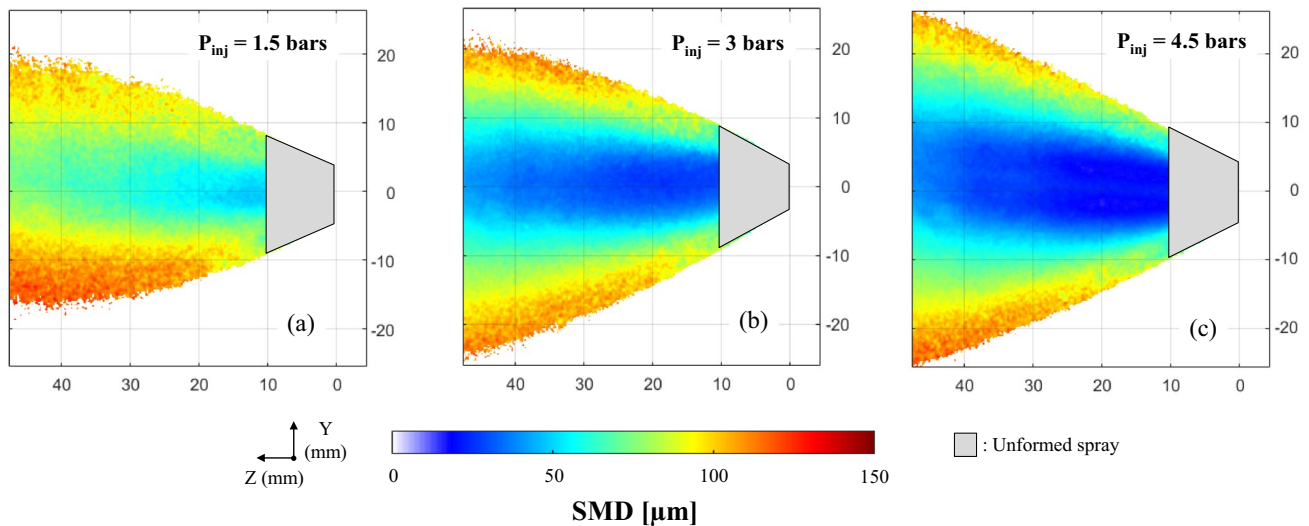 P_inj = 1.5 bars
20
10
0
-10
-20
(a)
40 30 20 10 0
P_inj = 3 bars
20
10
0
-10
-20
(b)
40 30 20 10 0
P_inj = 4.5 bars
20
10
0
-10
-20
(c)
40 30 20 10 0
Y
(mm)
Z (mm)
0 50 100 150
SMD [µm]
: Unformed spray